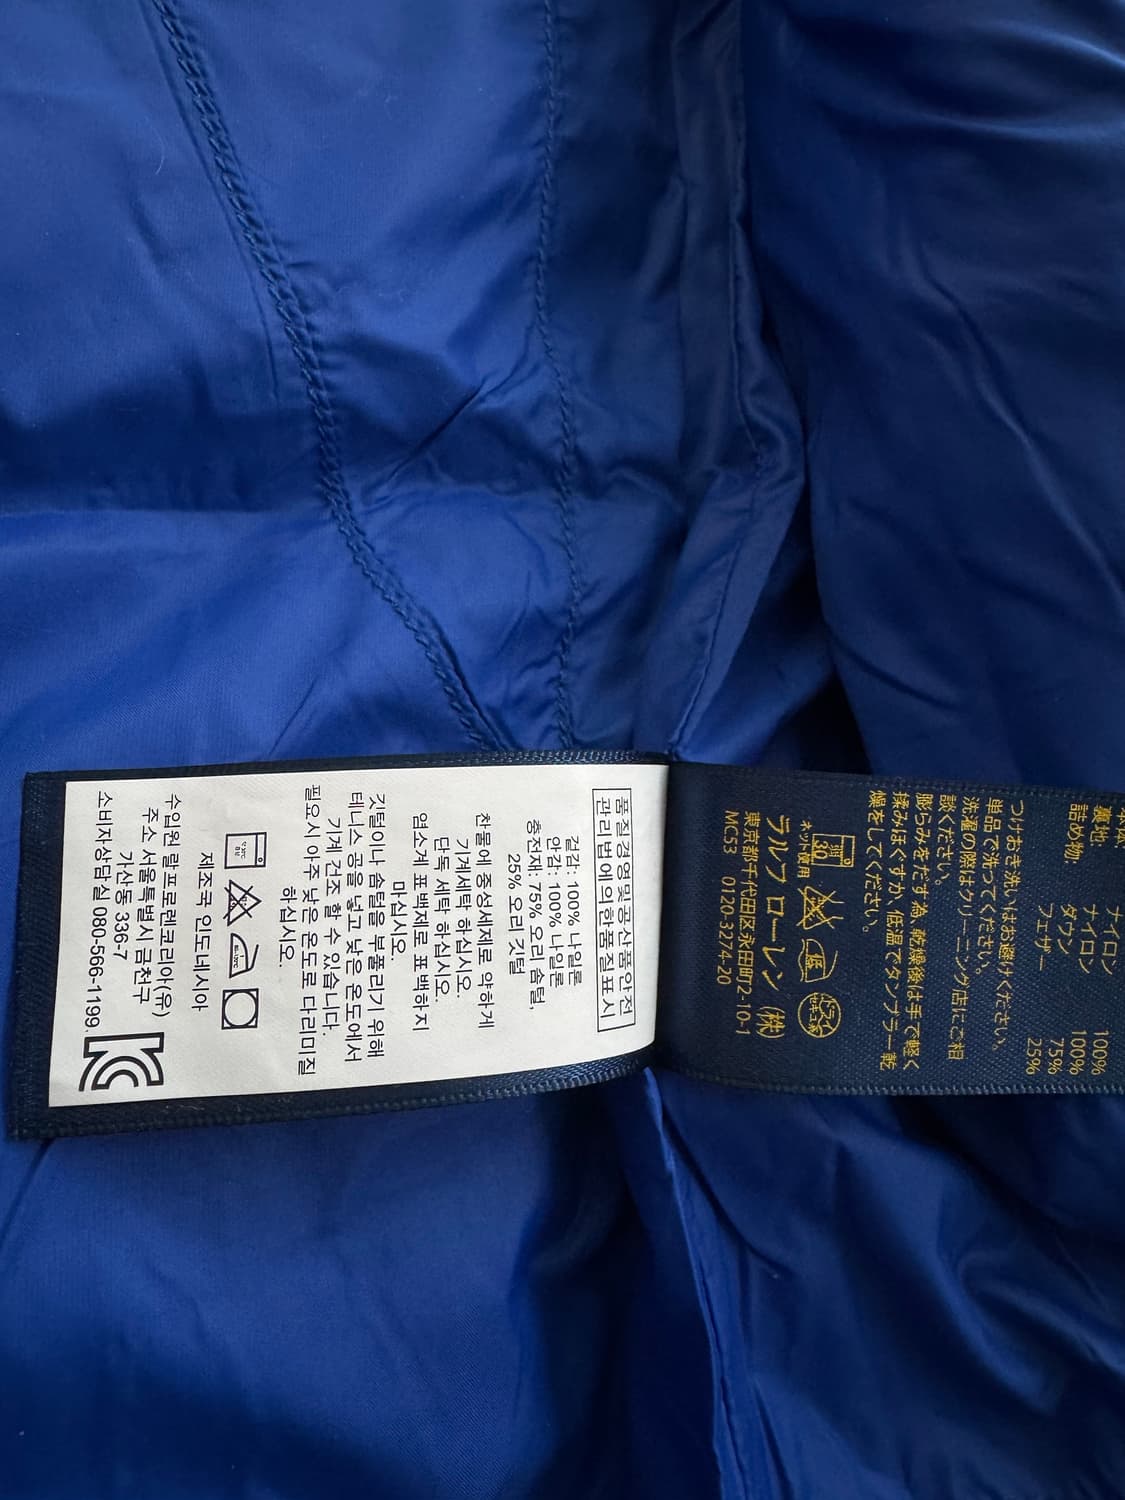 품질경영및공산품안전
관리법에의한품질표시
겉감: 100% 나일론
안감: 100% 나일론
충전재: 75% 오리 솜털,
25% 오리 깃털
찬물에 중성세제로 약하게
기계세탁 하십시오.
단독 세탁 하십시오.
염소계 표백제로 표백하지
마십시오.
깃털이나 솜털을 부풀리기 위해
테니스 공을 넣고 낮은 온도에서
기계 건조 할 수 있습니다.
필요시 아주 낮은 온도로 다리미질
하십시오.
제조국 인도네시아
수입원 랄프로렌코리아(유)
주소 서울특별시 금천구
가산동 336-7
소비자상담실 080-566-1199.
KC
ナイロン 100%
裏地: ナイロン 100%
詰め物: ダウン 75%
フェザー 25%
つけおき洗いはお避けください。
単品で洗ってください。
洗濯の際はクリーニング店にご相
談ください。
膨らみをだす為 乾燥後は手で軽く
揉みほぐすか、低温でタンブラー乾
燥をしてください。
30
ネット使用
低
ドライ
セキユ系
ラルフ ローレン (株)
東京都千代田区永田町2-10-1
MC53 0120-3274-20